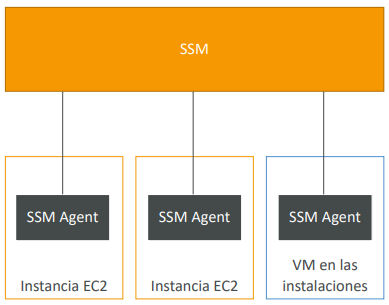 SSM
SSM Agent
SSM Agent
SSM Agent
Instancia EC2
Instancia EC2
VM en las
instalaciones